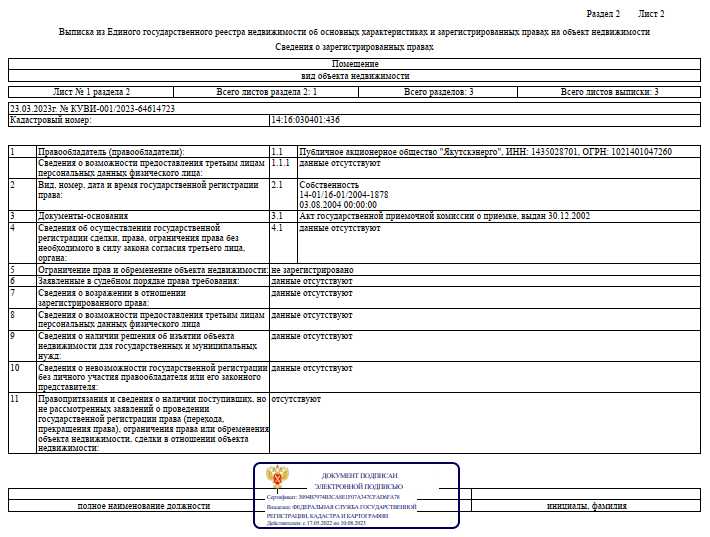 Раздел 2 Лист 2
Выписка из Единого государственного реестра недвижимости об основных характеристиках и зарегистрированных правах на объект недвижимости
Сведения о зарегистрированных правах
Помещение
вид объекта недвижимости
Лист № 1 раздела 2 Всего листов раздела 2: 1 Всего разделов: 3 Всего листов выписки: 3
23.03.2023г. № КУВИ-001/2023-64614723
Кадастровый номер: 14:16:030401:436
1 Правообладатель (правообладатели): 1.1 Публичное акционерное общество "Якутскэнерго", ИНН: 1435028701, ОГРН: 1021401047260
Сведения о возможности предоставления третьим лицам 1.1.1 данные отсутствуют
персональных данных физического лица:
2 Вид, номер, дата и время государственной регистрации 2.1 Собственность
права: 14-01/16-01/2004-1878
03.08.2004 00:00:00
3 Документы-основания 3.1 Акт государственной приемочной комиссии о приемке, выдан 30.12.2002
4 Сведения об осуществлении государственной 4.1 данные отсутствуют
регистрации сделки, права, ограничения права без
необходимого в силу закона согласия третьего лица,
органа:
5 Ограничение прав и обременение объекта недвижимости: не зарегистрировано
6 Заявленные в судебном порядке права требования: данные отсутствуют
7 Сведения о возражении в отношении данные отсутствуют
зарегистрированного права:
8 Сведения о возможности предоставления третьим лицам данные отсутствуют
персональных данных физического лица
9 Сведения о наличии решения об изъятии объекта данные отсутствуют
недвижимости для государственных и муниципальных
нужд:
10 Сведения о невозможности государственной регистрации данные отсутствуют
без личного участия правообладателя или его законного
представителя:
11 Правопритязания и сведения о наличии поступивших, но отсутствуют
не рассмотренных заявлений о проведении
государственной регистрации права (перехода,
прекращения права), ограничения права или обременения
объекта недвижимости, сделки в отношении объекта
недвижимости:
ДОКУМЕНТ ПОДПИСАН
ЭЛЕКТРОННОЙ ПОДПИСЬЮ
Сертификат: 3094B7974B3CA8E1F07A347CFAD6FA78
Владелец: ФЕДЕРАЛЬНАЯ СЛУЖБА ГОСУДАРСТВЕННОЙ
РЕГИСТРАЦИИ, КАДАСТРА И КАРТОГРАФИИ
Действителен: с 17.05.2022 по 10.08.2023
полное наименование должности инициалы, фамилия